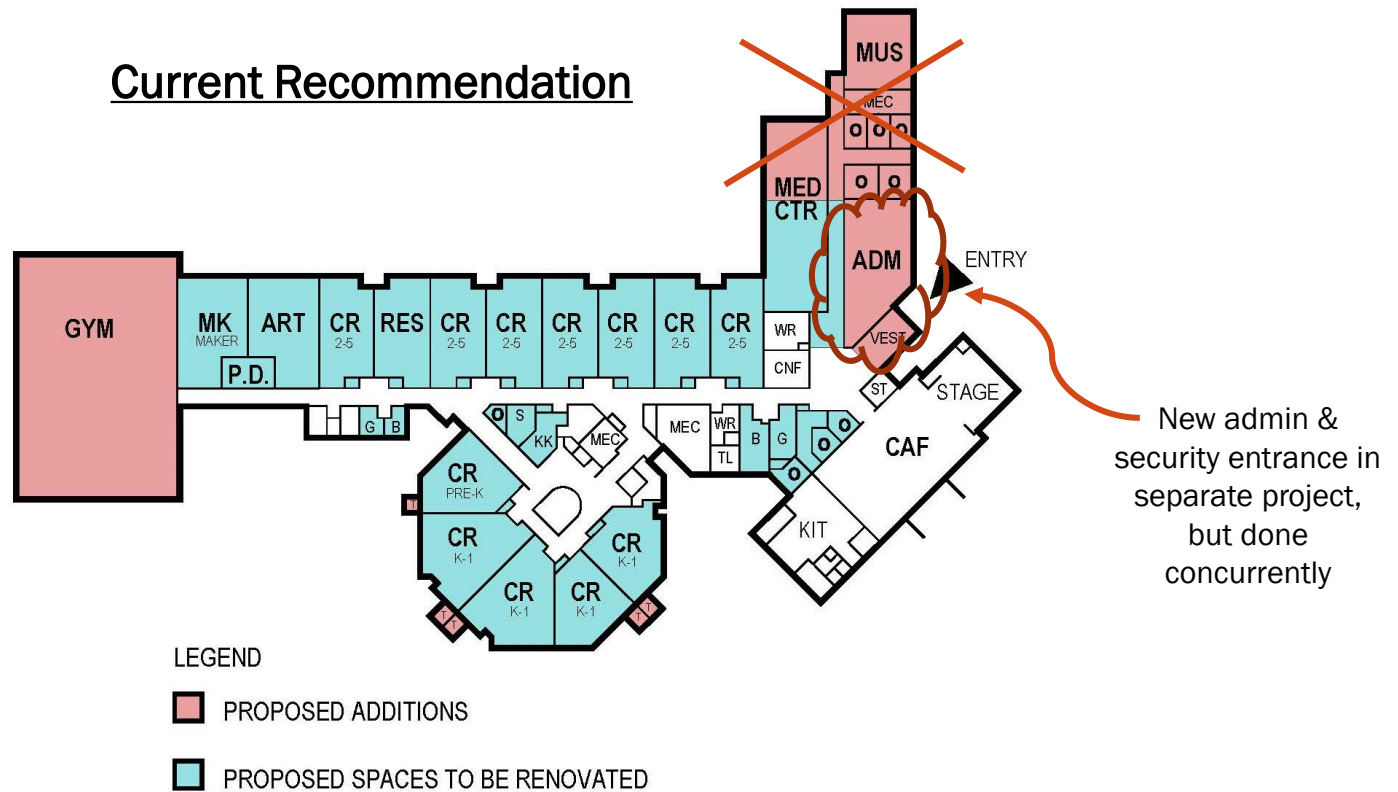 Current Recommendation
MUS
MEC
O O O
MED
CTR
O O
ADM
ENTRY
VEST
GYM
MK
MAKER
P.D.
ART
CR
2-5
RES
CR
2-5
CR
2-5
CR
2-5
CR
2-5
CR
2-5
CR
2-5
WR
CNF
ST
STAGE
CAF
KIT
G B
O
S
KK
MEC
MEC
WR
TL
B
G
O
O
O
CR
PRE-K
T
CR
K-1
CR
K-1
CR
K-1
CR
K-1
T
T
T
T
New admin &
security entrance in
separate project,
but done
concurrently
LEGEND
PROPOSED ADDITIONS
PROPOSED SPACES TO BE RENOVATED